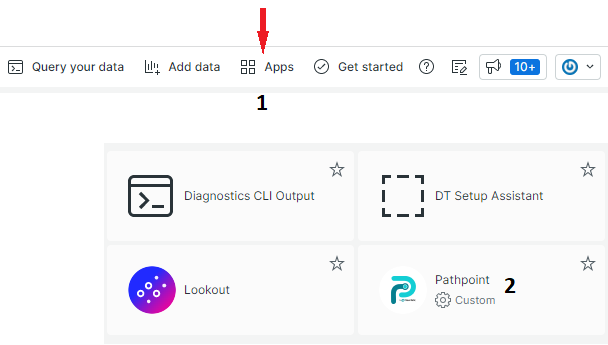 Query your data Add data Apps Get started 10+
1
Diagnostics CLI Output DT Setup Assistant
Lookout Pathpoint 2
Custom